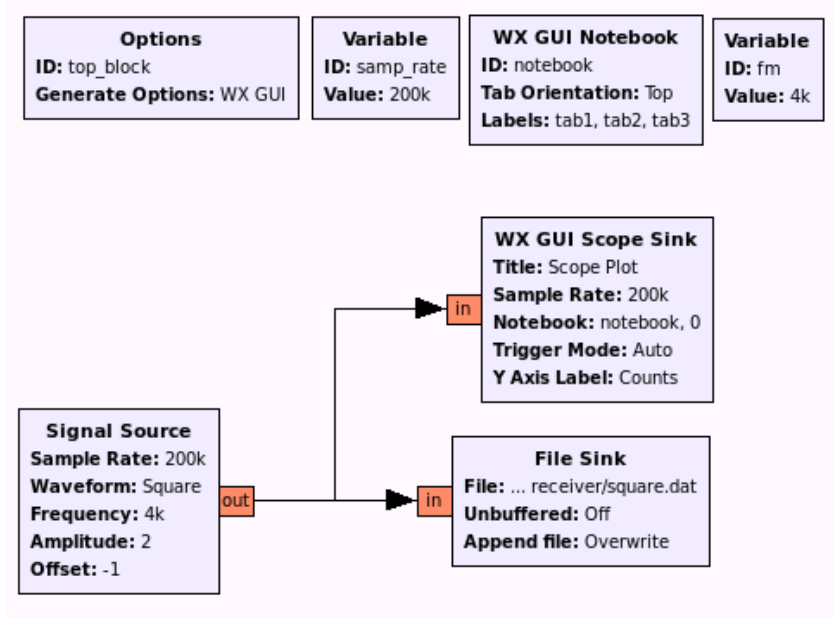 Options
ID: top_block
Generate Options: WX GUI
Variable
ID: samp_rate
Value: 200k
WX GUI Notebook
ID: notebook
Tab Orientation: Top
Labels: tab1, tab2, tab3
Variable
ID: fm
Value: 4k
WX GUI Scope Sink
Title: Scope Plot
Sample Rate: 200k
Notebook: notebook, 0
Trigger Mode: Auto
Y Axis Label: Counts
in
Signal Source
Sample Rate: 200k
Waveform: Square
Frequency: 4k
Amplitude: 2
Offset: -1
out
in
File Sink
File: ... receiver/square.dat
Unbuffered: Off
Append file: Overwrite